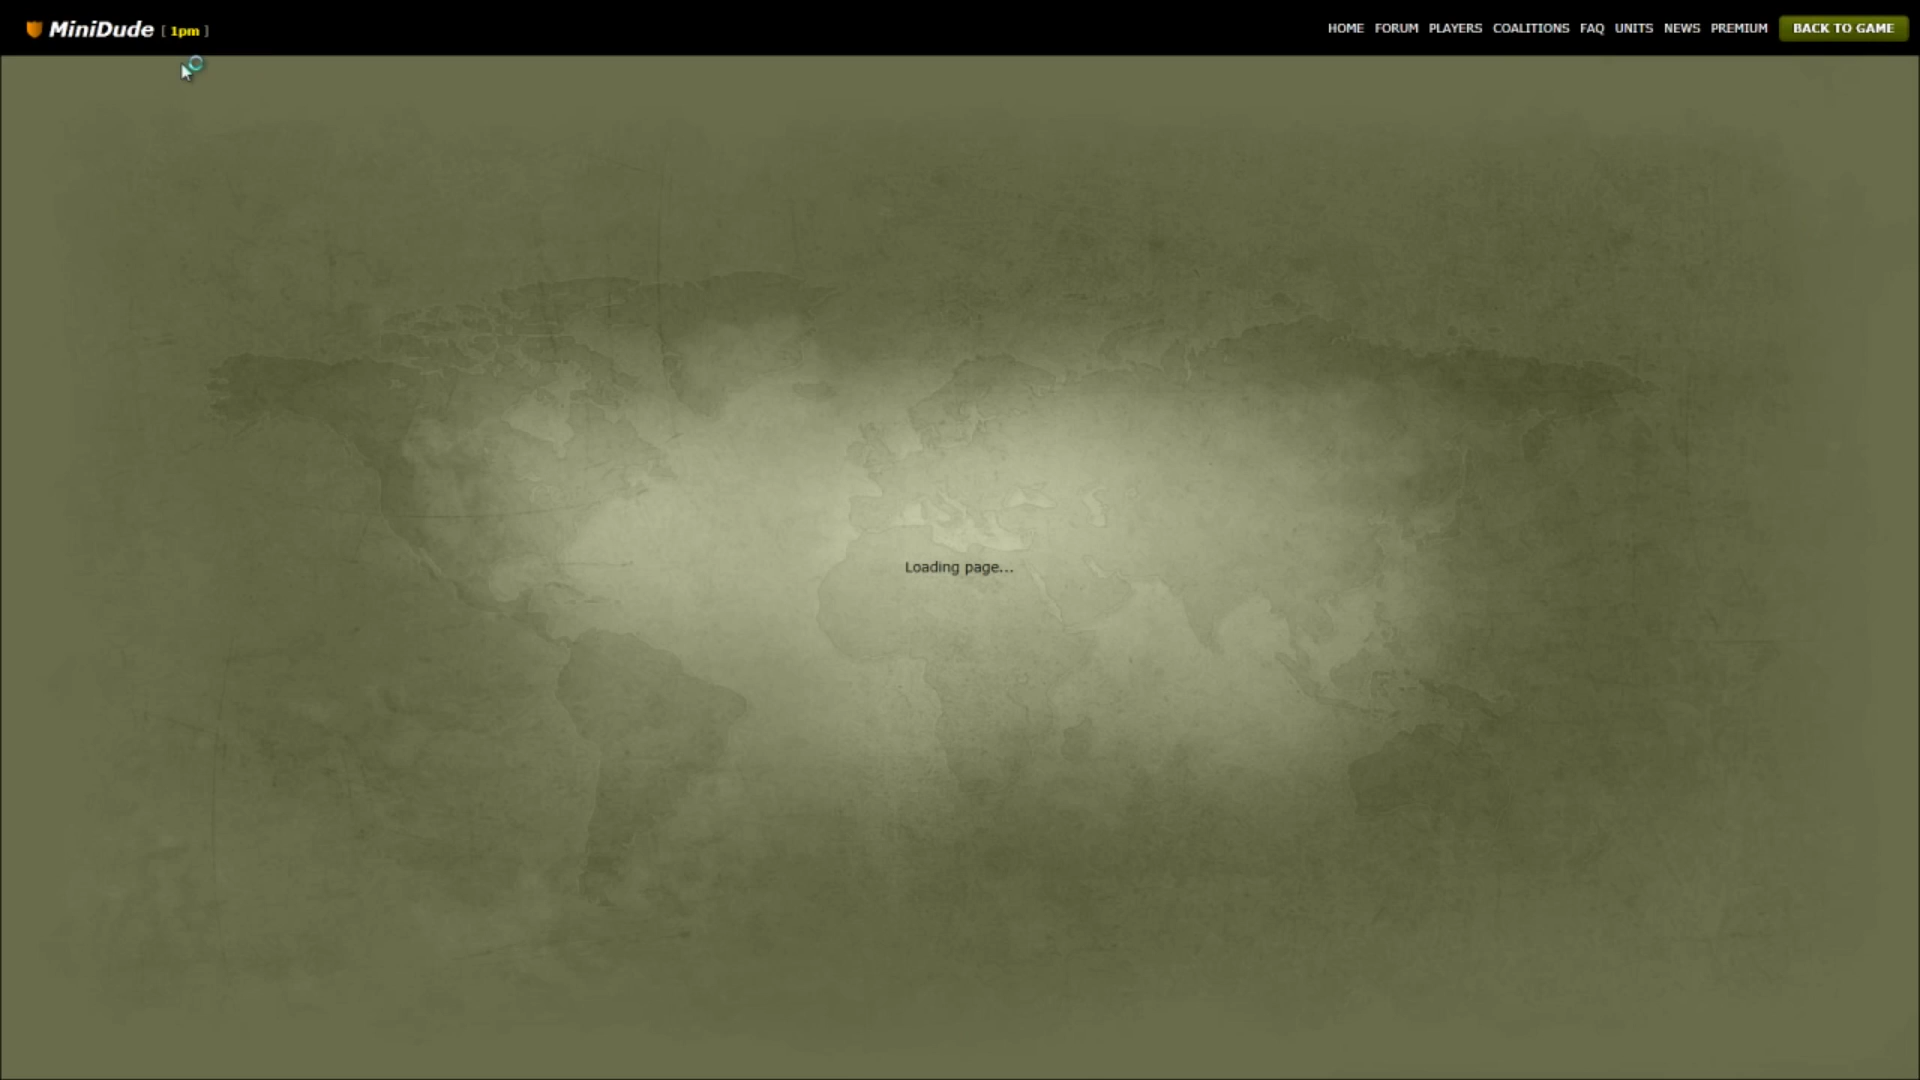 MiniDude [ 1pm ]
HOME FORUM PLAYERS COALITIONS FAQ UNITS NEWS PREMIUM BACK TO GAME
Loading page...